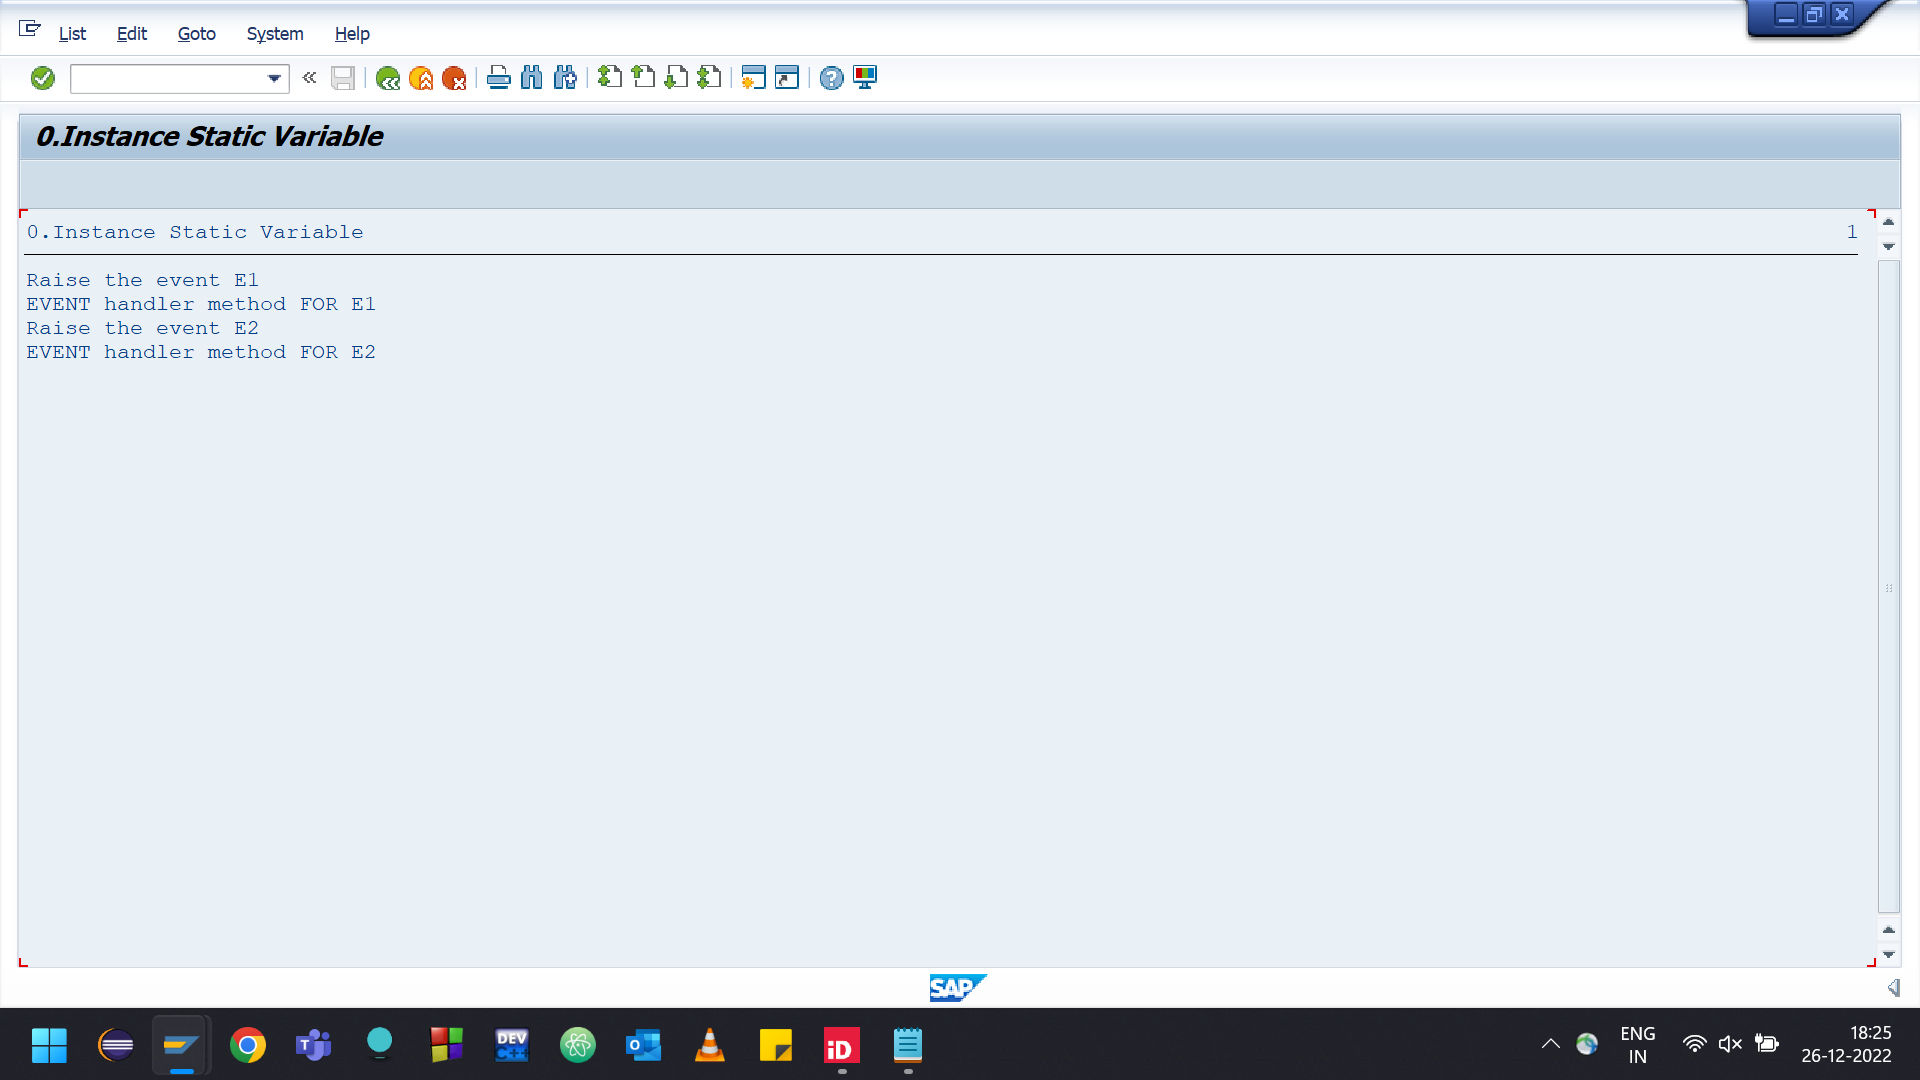 List Edit Goto System Help
0.Instance Static Variable
0.Instance Static Variable 1
Raise the event E1
EVENT handler method FOR E1
Raise the event E2
EVENT handler method FOR E2
SAP
T DEV C++ O iD
ENG
IN
18:25
26-12-2022